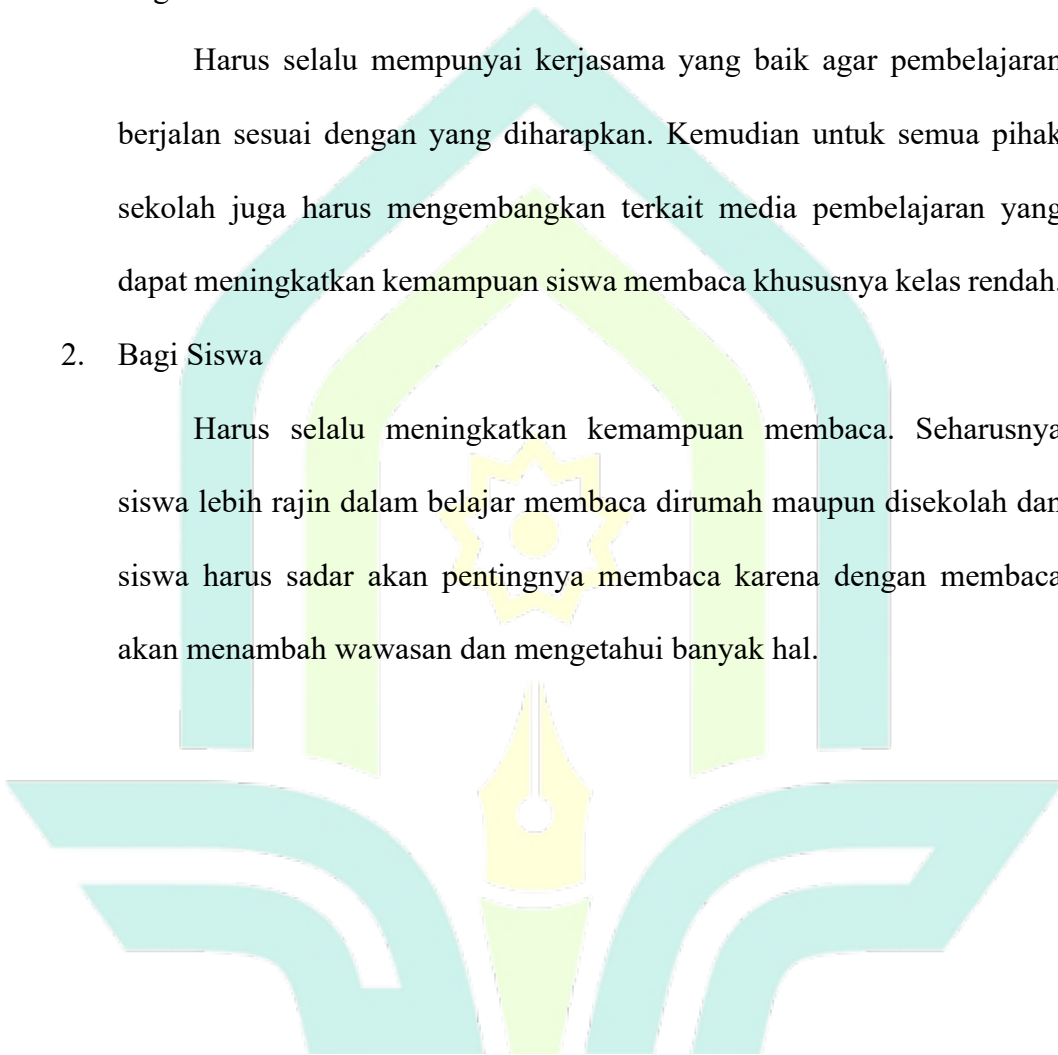 Harus selalu mempunyai kerjasama yang baik agar pembelajaran
berjalan sesuai dengan yang diharapkan. Kemudian untuk semua pihak
sekolah juga harus mengembangkan terkait media pembelajaran yang
dapat meningkatkan kemampuan siswa membaca khususnya kelas rendah.
2. Bagi Siswa
Harus selalu meningkatkan kemampuan membaca. Seharusnya
siswa lebih rajin dalam belajar membaca dirumah maupun disekolah dan
siswa harus sadar akan pentingnya membaca karena dengan membaca
akan menambah wawasan dan mengetahui banyak hal.